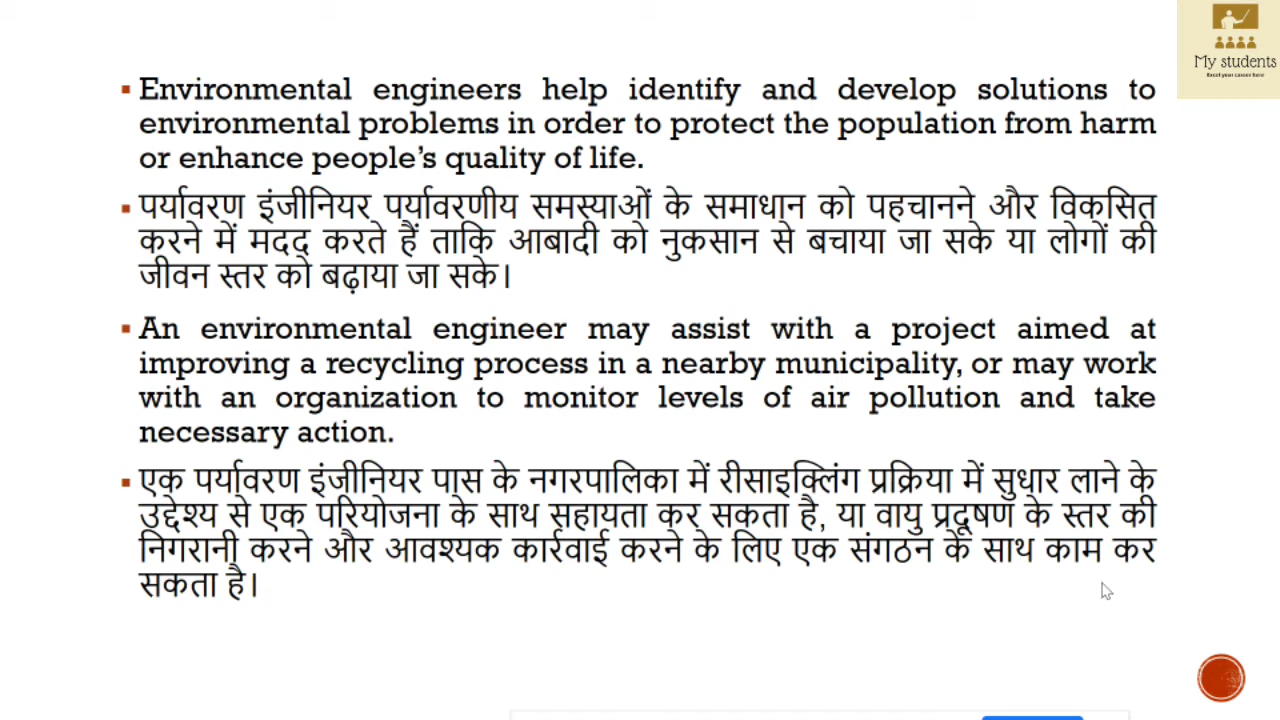 My students
Excel your career here
Environmental engineers help identify and develop solutions to
environmental problems in order to protect the population from harm
or enhance people's quality of life.
पर्यावरण इंजीनियर पर्यावरणीय समस्याओं के समाधान को पहचानने और विकसित
करने में मदद करते हैं ताकि आबादी को नुकसान से बचाया जा सके या लोगों की
जीवन स्तर को बढ़ाया जा सके।
An environmental engineer may assist with a project aimed at
improving a recycling process in a nearby municipality, or may work
with an organization to monitor levels of air pollution and take
necessary action.
एक पर्यावरण इंजीनियर पास के नगरपालिका में रीसाइक्लिंग प्रक्रिया में सुधार लाने के
उद्देश्य से एक परियोजना के साथ सहायता कर सकता है, या वायु प्रदूषण के स्तर की
निगरानी करने और आवश्यक कार्रवाई करने के लिए एक संगठन के साथ काम कर
सकता है।